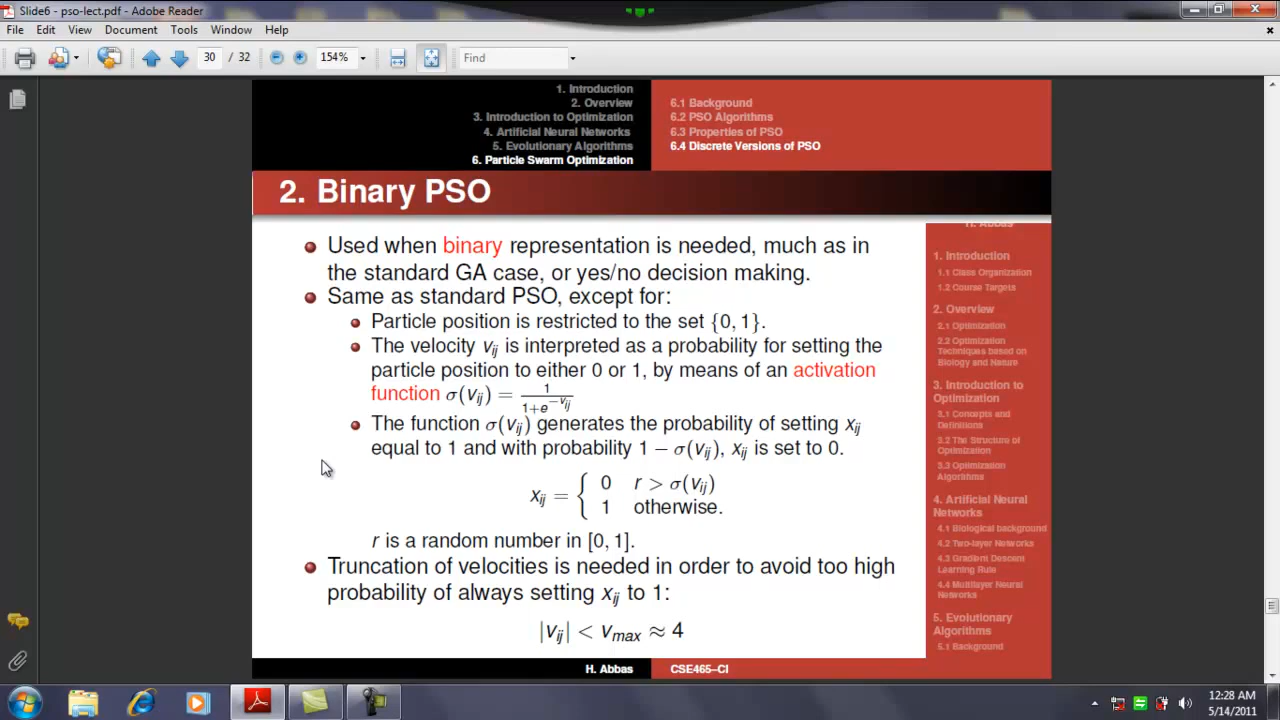 Slide6 - pso-lect.pdf - Adobe Reader
File Edit View Document Tools Window Help
30 / 32 154% Find
1. Introduction
2. Overview
3. Introduction to Optimization
4. Artificial Neural Networks
5. Evolutionary Algorithms
6. Particle Swarm Optimization
6.1 Background
6.2 PSO Algorithms
6.3 Properties of PSO
6.4 Discrete Versions of PSO
2. Binary PSO
Used when binary representation is needed, much as in
the standard GA case, or yes/no decision making.
Same as standard PSO, except for:
Particle position is restricted to the set {0, 1}.
The velocity v_ij is interpreted as a probability for setting the
particle position to either 0 or 1, by means of an activation
function σ(v_ij) = 1/(1+e^(−v_ij))
The function σ(v_ij) generates the probability of setting x_ij
equal to 1 and with probability 1 − σ(v_ij), x_ij is set to 0.
x_ij = { 0 r > σ(v_ij)
1 otherwise.
r is a random number in [0, 1].
Truncation of velocities is needed in order to avoid too high
probability of always setting x_ij to 1:
|v_ij| < v_max ≈ 4
H. Abbas
1. Introduction
1.1 Class Organization
1.2 Course Targets
2. Overview
2.1 Optimization
2.2 Optimization
Techniques based on
Biology and Nature
3. Introduction to
Optimization
3.1 Concepts and
Definitions
3.2 The Structure of
Optimization
3.3 Optimization
Algorithms
4. Artificial Neural
Networks
4.1 Biological background
4.2 Two-layer Networks
4.3 Gradient Descent
Learning Rule
4.4 Multilayer Neural
Networks
5. Evolutionary
Algorithms
5.1 Background
H. Abbas CSE465–CI
12:28 AM
5/14/2011